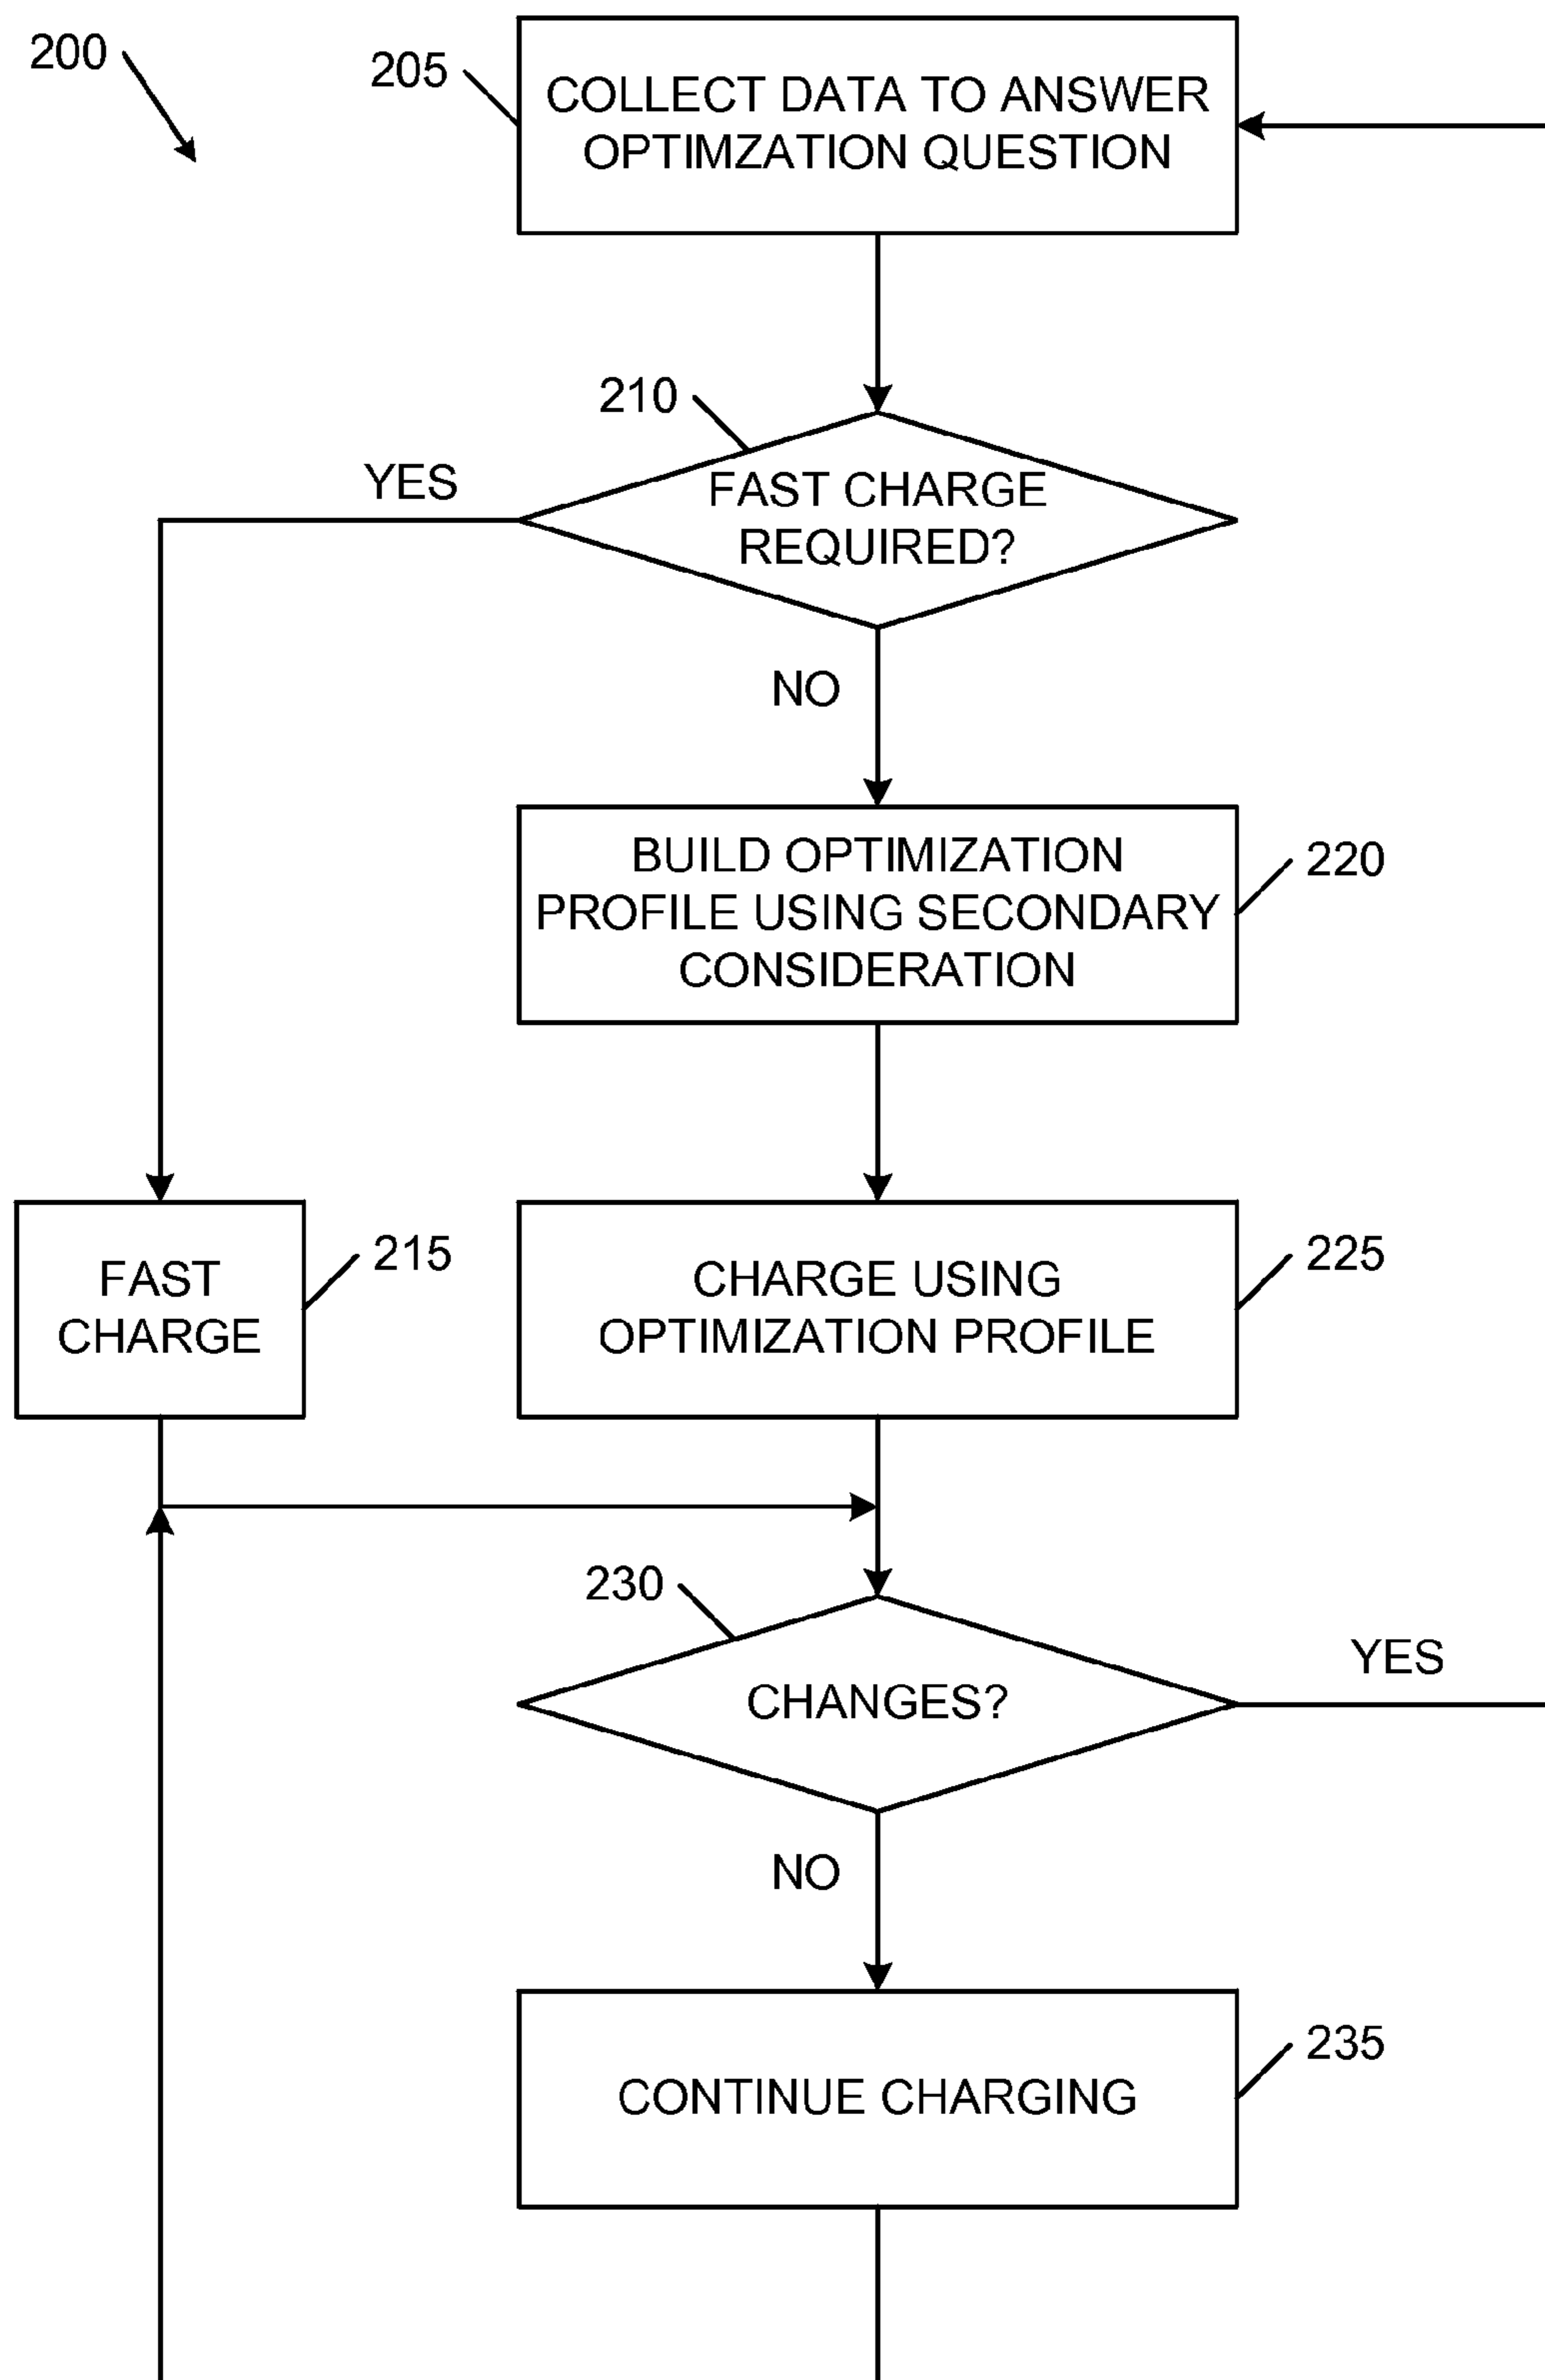 200
205
COLLECT DATA TO ANSWER
OPTIMZATION QUESTION
210
YES
FAST CHARGE
REQUIRED?
NO
BUILD OPTIMIZATION
PROFILE USING SECONDARY
CONSIDERATION
220
FAST
CHARGE
215
CHARGE USING
OPTIMIZATION PROFILE
225
230
CHANGES?
YES
NO
CONTINUE CHARGING
235